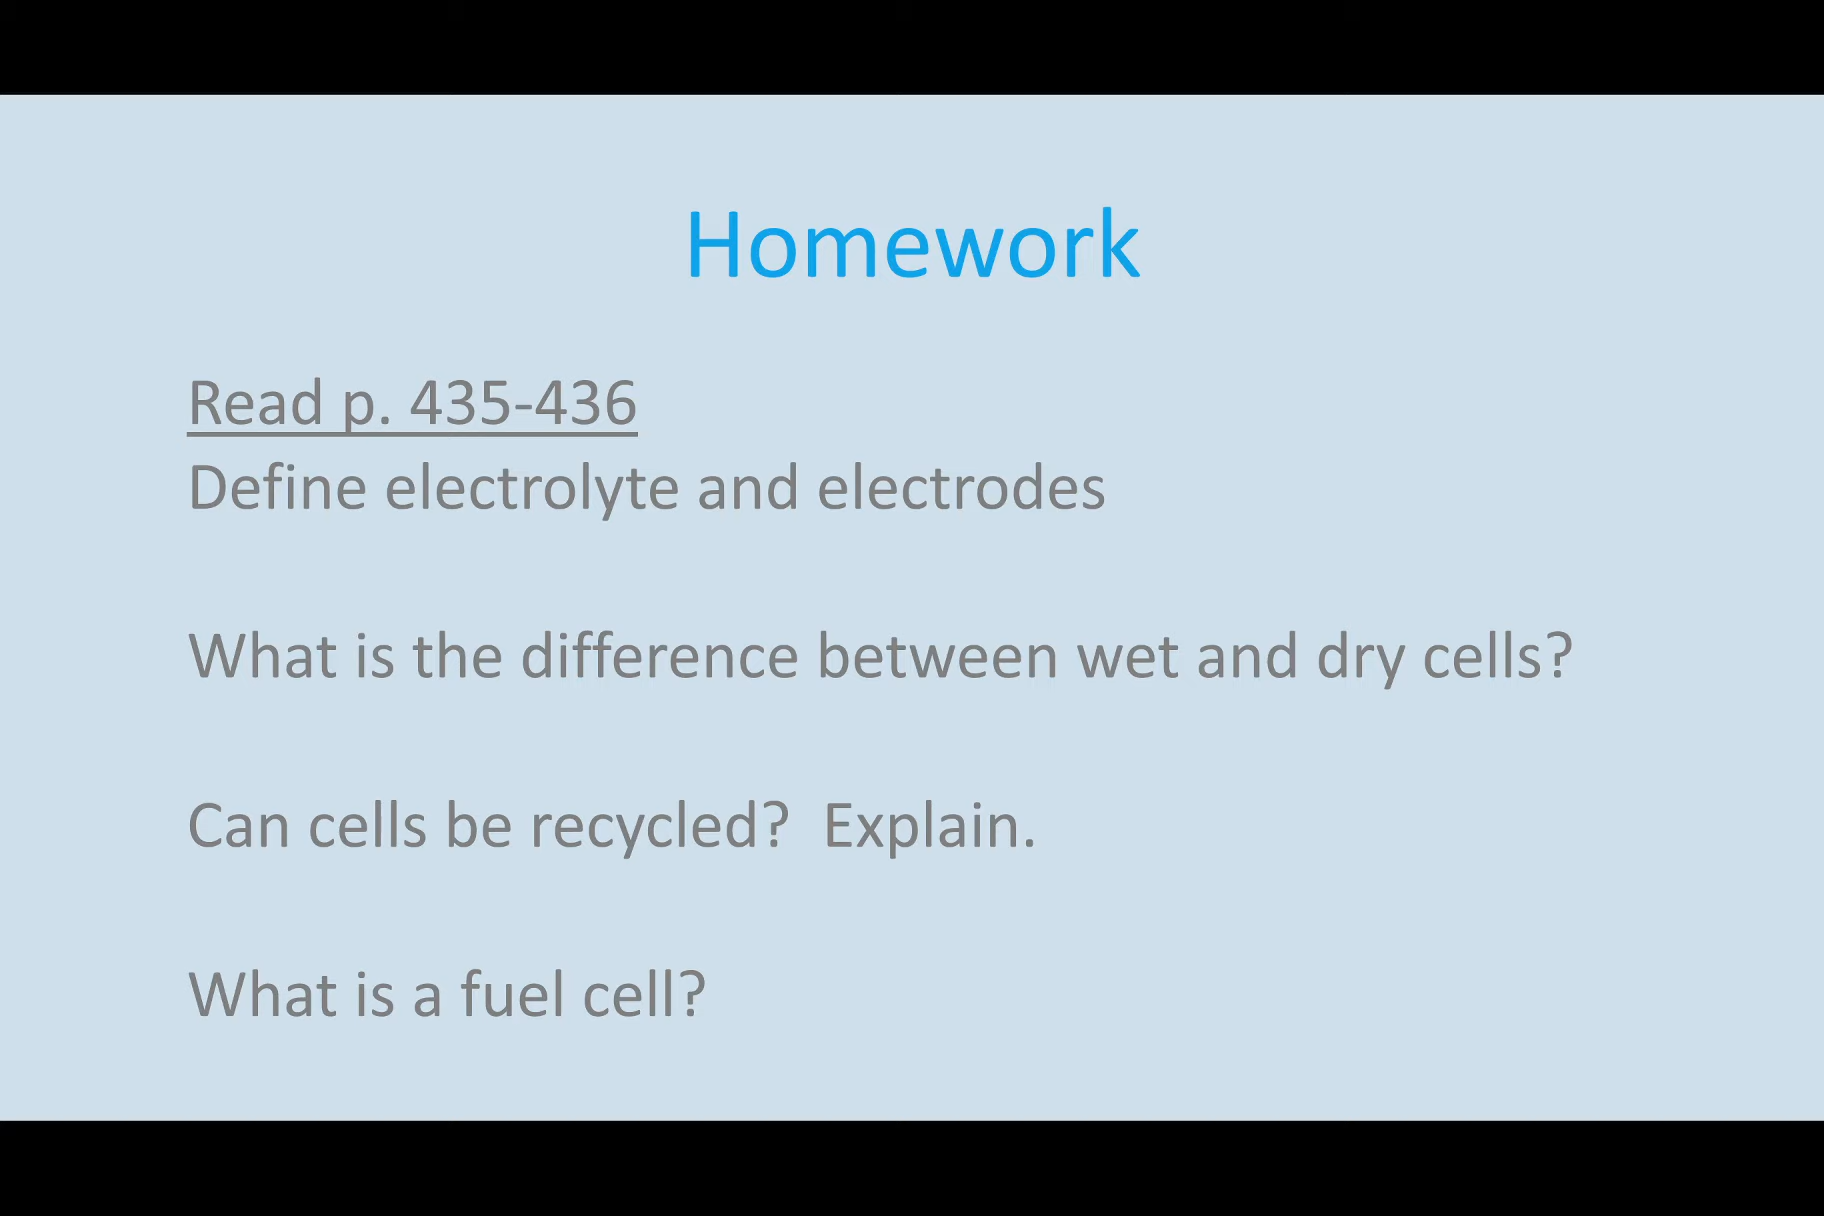 Homework
Read p. 435-436
Define electrolyte and electrodes
What is the difference between wet and dry cells?
Can cells be recycled?  Explain.
What is a fuel cell?